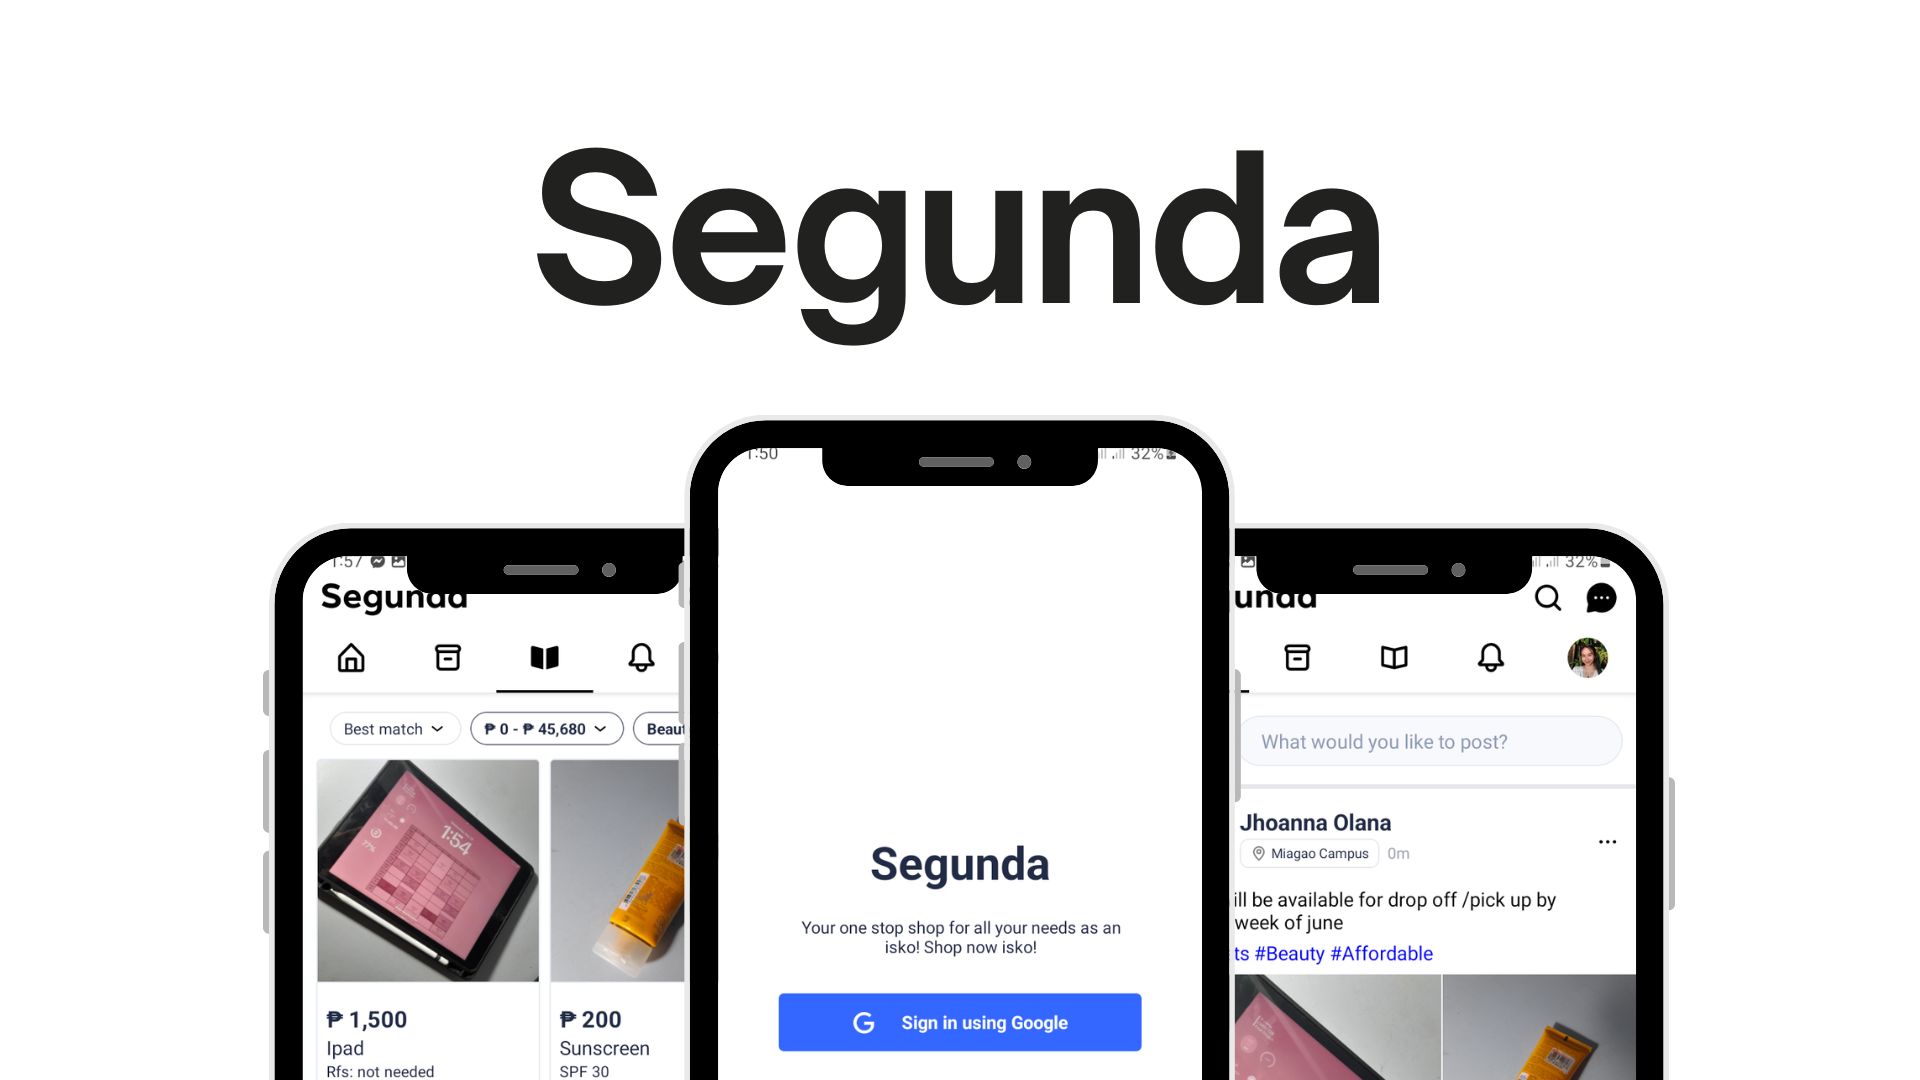 Segunda
1:57
Segunda
Best match
₱ 0 - ₱ 45,680
Beaut
1:54
77%
₱ 1,500
Ipad
Rfs: not needed
₱ 200
Sunscreen
SPF 30
1:50
32%
Segunda
Your one stop shop for all your needs as an
isko! Shop now isko!
G
Sign in using Google
32%
unda
What would you like to post?
Jhoanna Olana
Miagao Campus
0m
ill be available for drop off /pick up by
week of june
ts #Beauty #Affordable